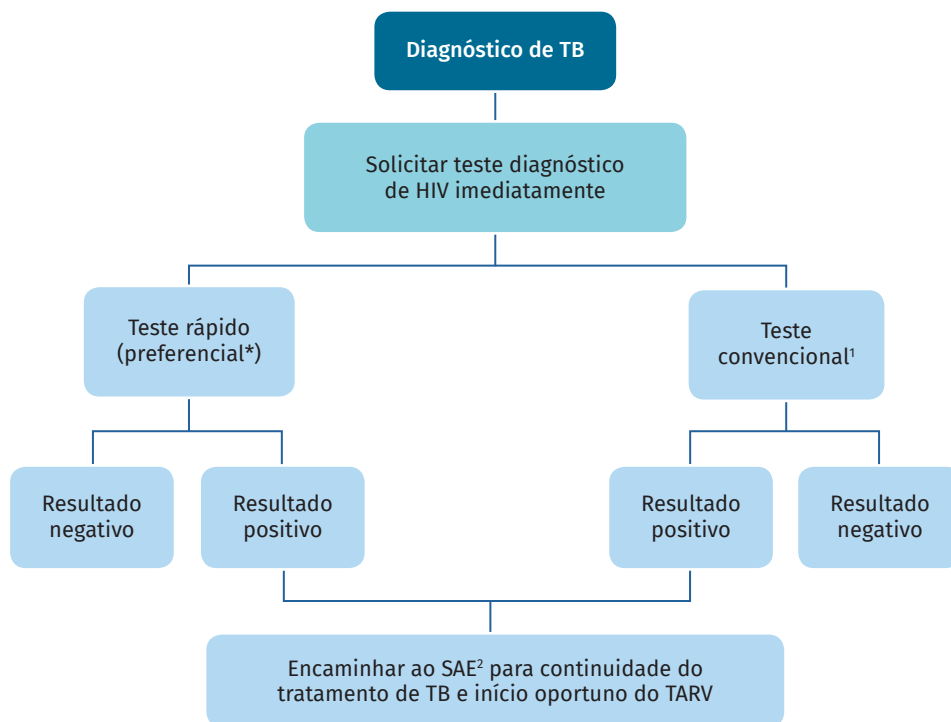 Diagnóstico de TB
Solicitar teste diagnóstico
de HIV imediatamente
Teste rápido
(preferencial*)
Teste
convencional¹
Resultado
negativo
Resultado
positivo
Resultado
positivo
Resultado
negativo
Encaminhar ao SAE² para continuidade do
tratamento de TB e início oportuno do TARV